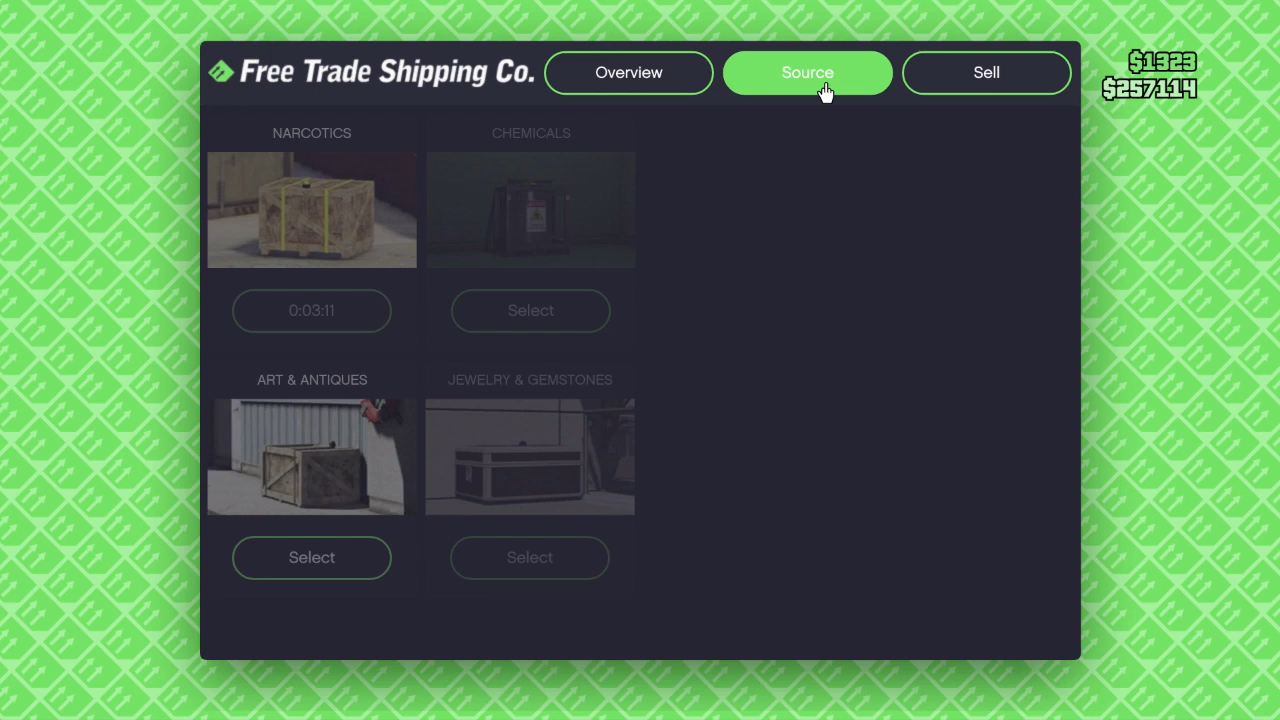 Free Trade Shipping Co.
Overview
Source
Sell
$1323
$257114
NARCOTICS
CHEMICALS
0:03:11
Select
ART & ANTIQUES
JEWELRY & GEMSTONES
Select
Select